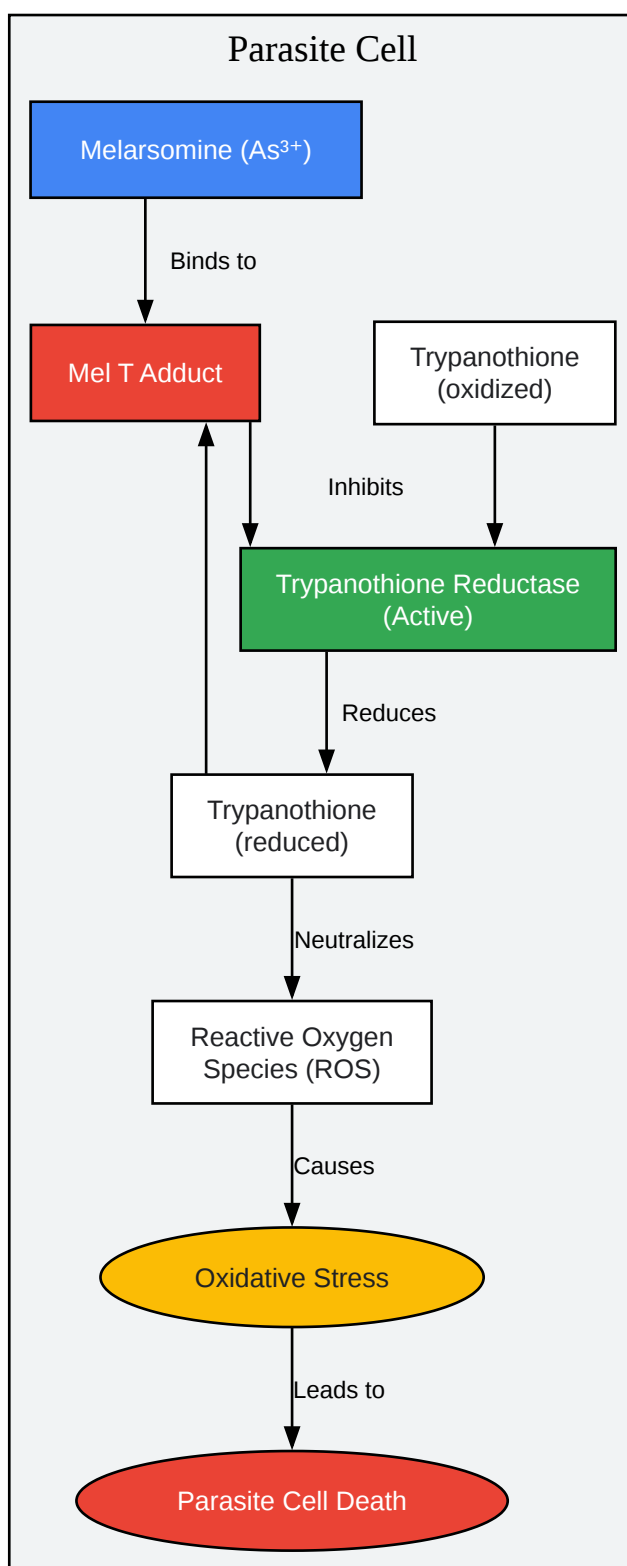 Parasite Cell
Melarsomine (As³⁺)
Binds to
Mel T Adduct
Trypanothione
(oxidized)
Inhibits
Trypanothione Reductase
(Active)
Reduces
Trypanothione
(reduced)
Neutralizes
Reactive Oxygen
Species (ROS)
Causes
Oxidative Stress
Leads to
Parasite Cell Death